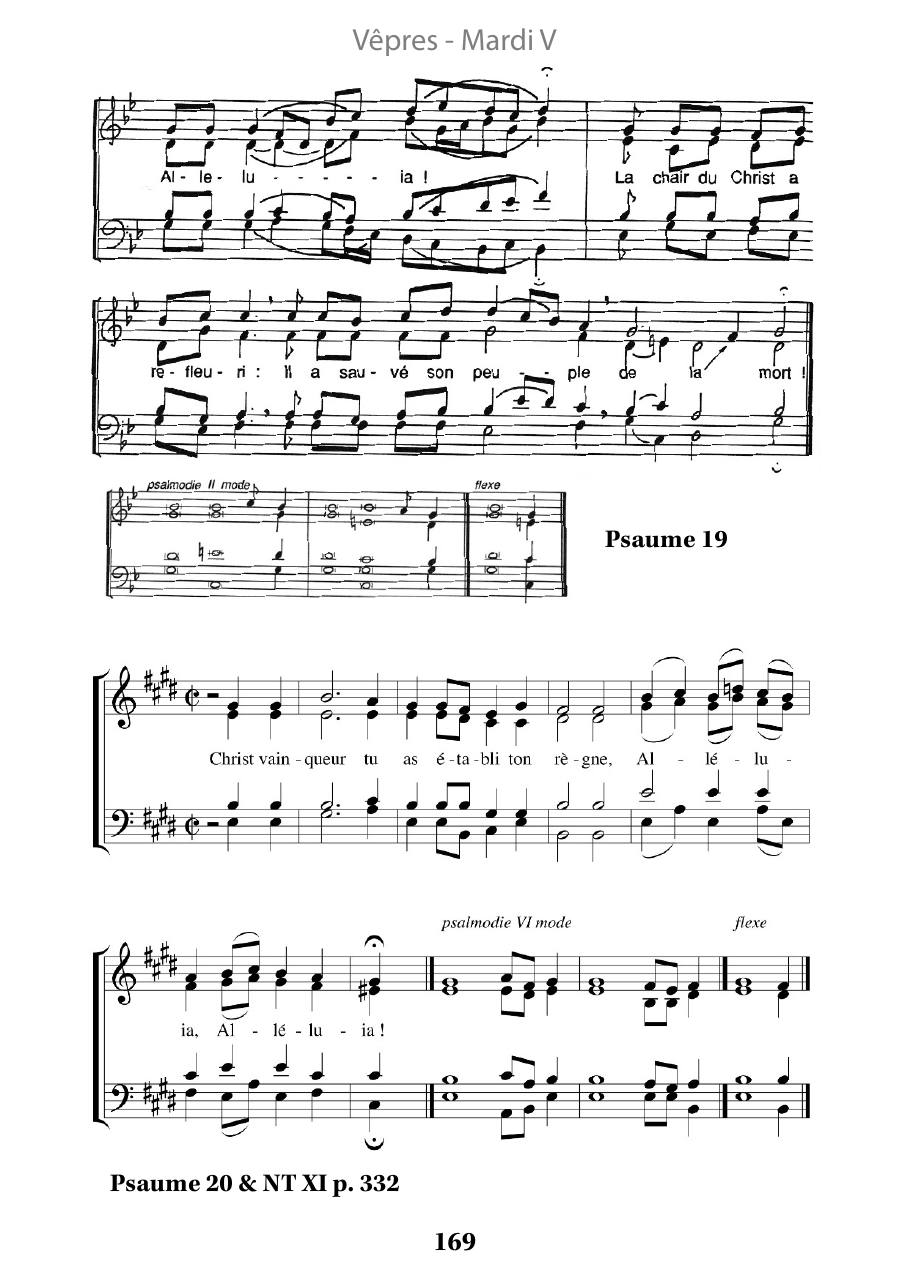 Vêpres - Mardi V
Al - le - lu - - - - ia ! La chair du Christ a
re - fleu - ri : Il a sau - vé son peu - - ple de la mort !
psalmodie II mode flexe
Psaume 19
Christ vain - queur tu as é - ta - bli ton rè - gne, Al - lé - lu -
psalmodie VI mode flexe
ia, Al - lé - lu - ia !
Psaume 20 & NT XI p. 332
169